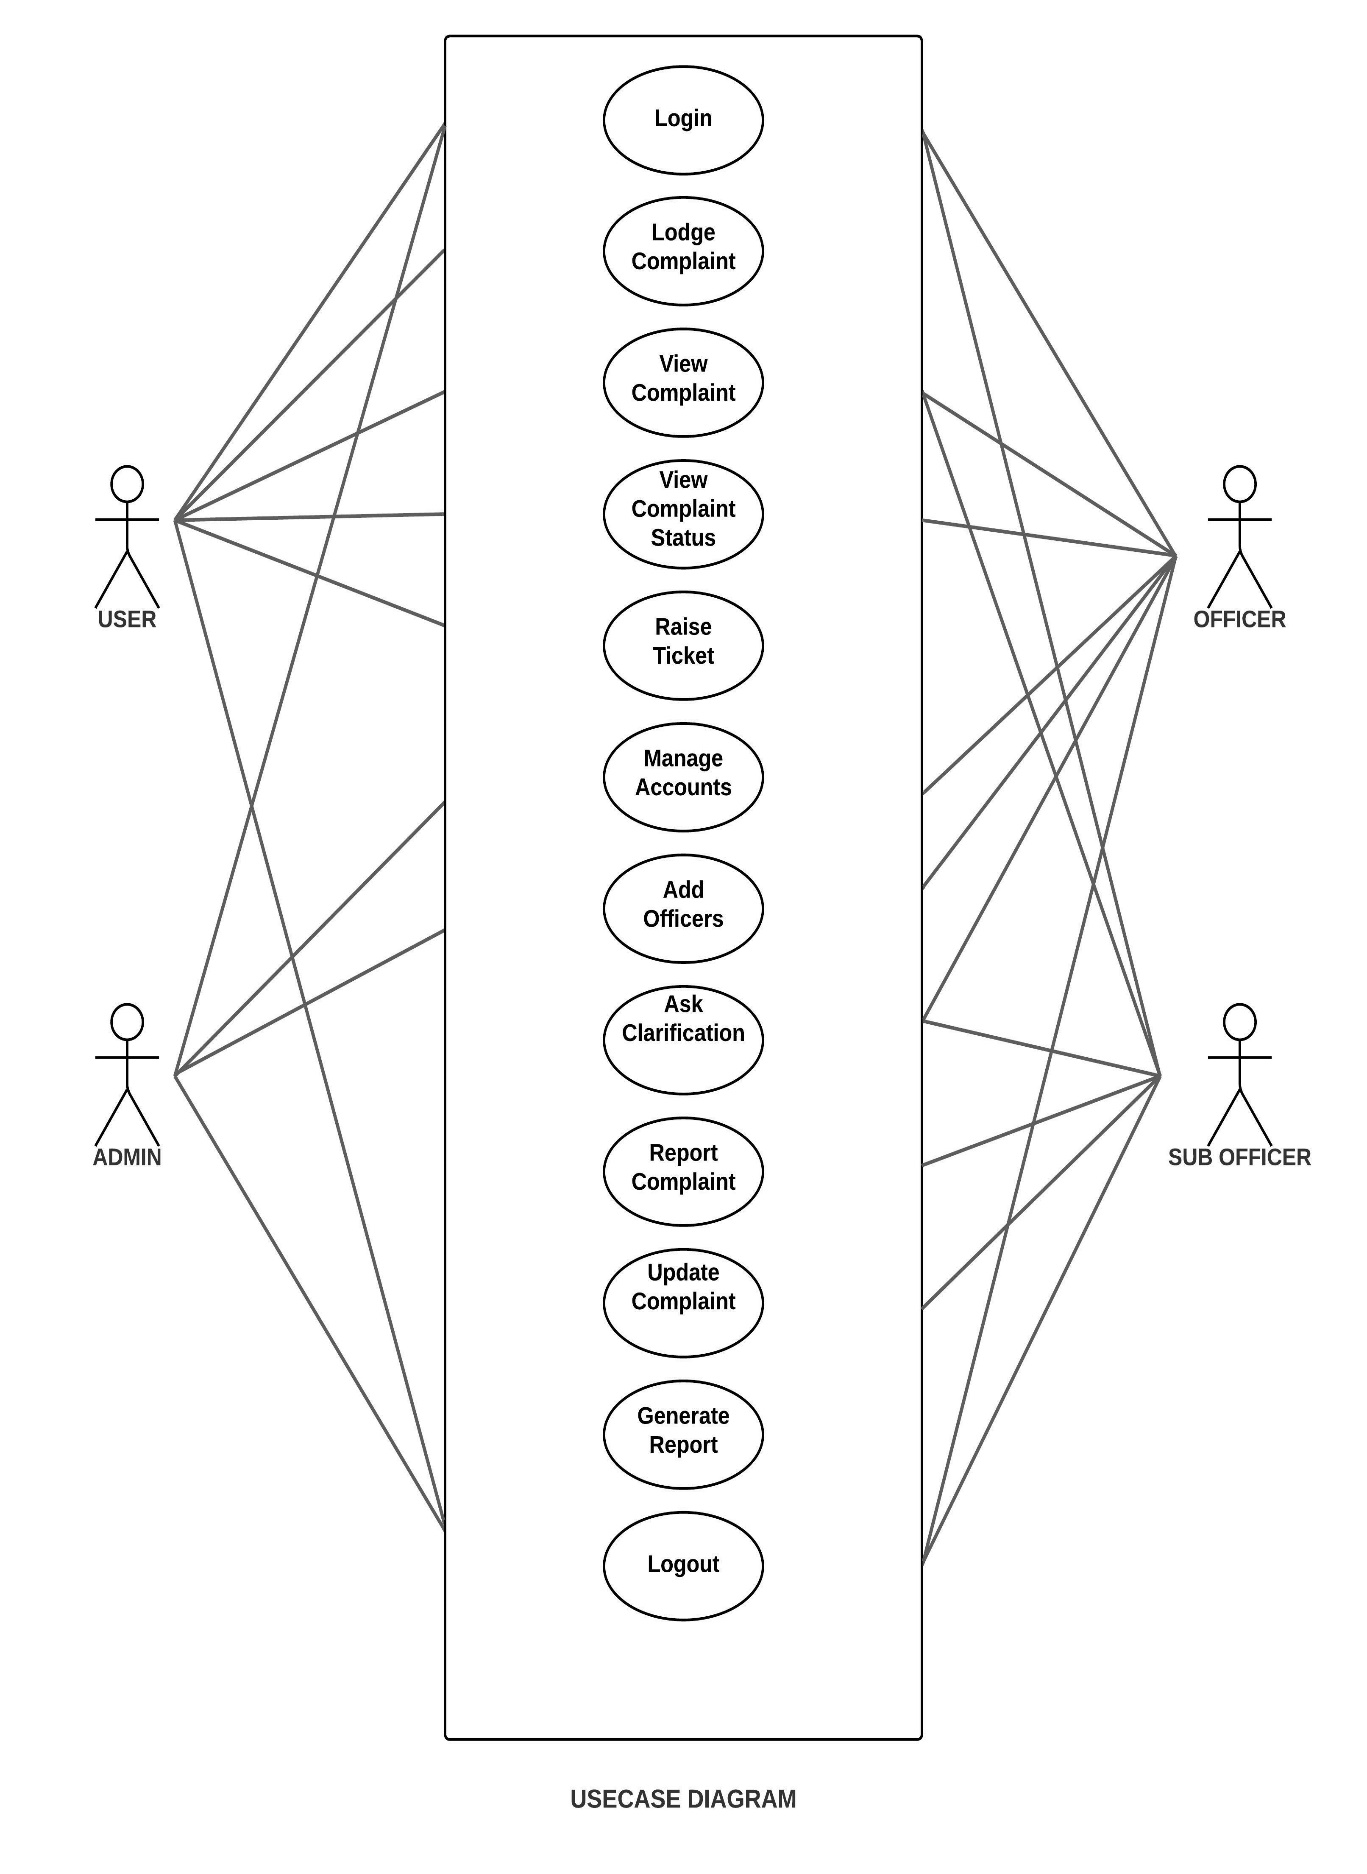 Login
Lodge
Complaint
View
Complaint
View
Complaint
Status
Raise
Ticket
Manage
Accounts
Add
Officers
Ask
Clarification
Report
Complaint
Update
Complaint
Generate
Report
Logout
USER
ADMIN
OFFICER
SUB OFFICER
USECASE DIAGRAM